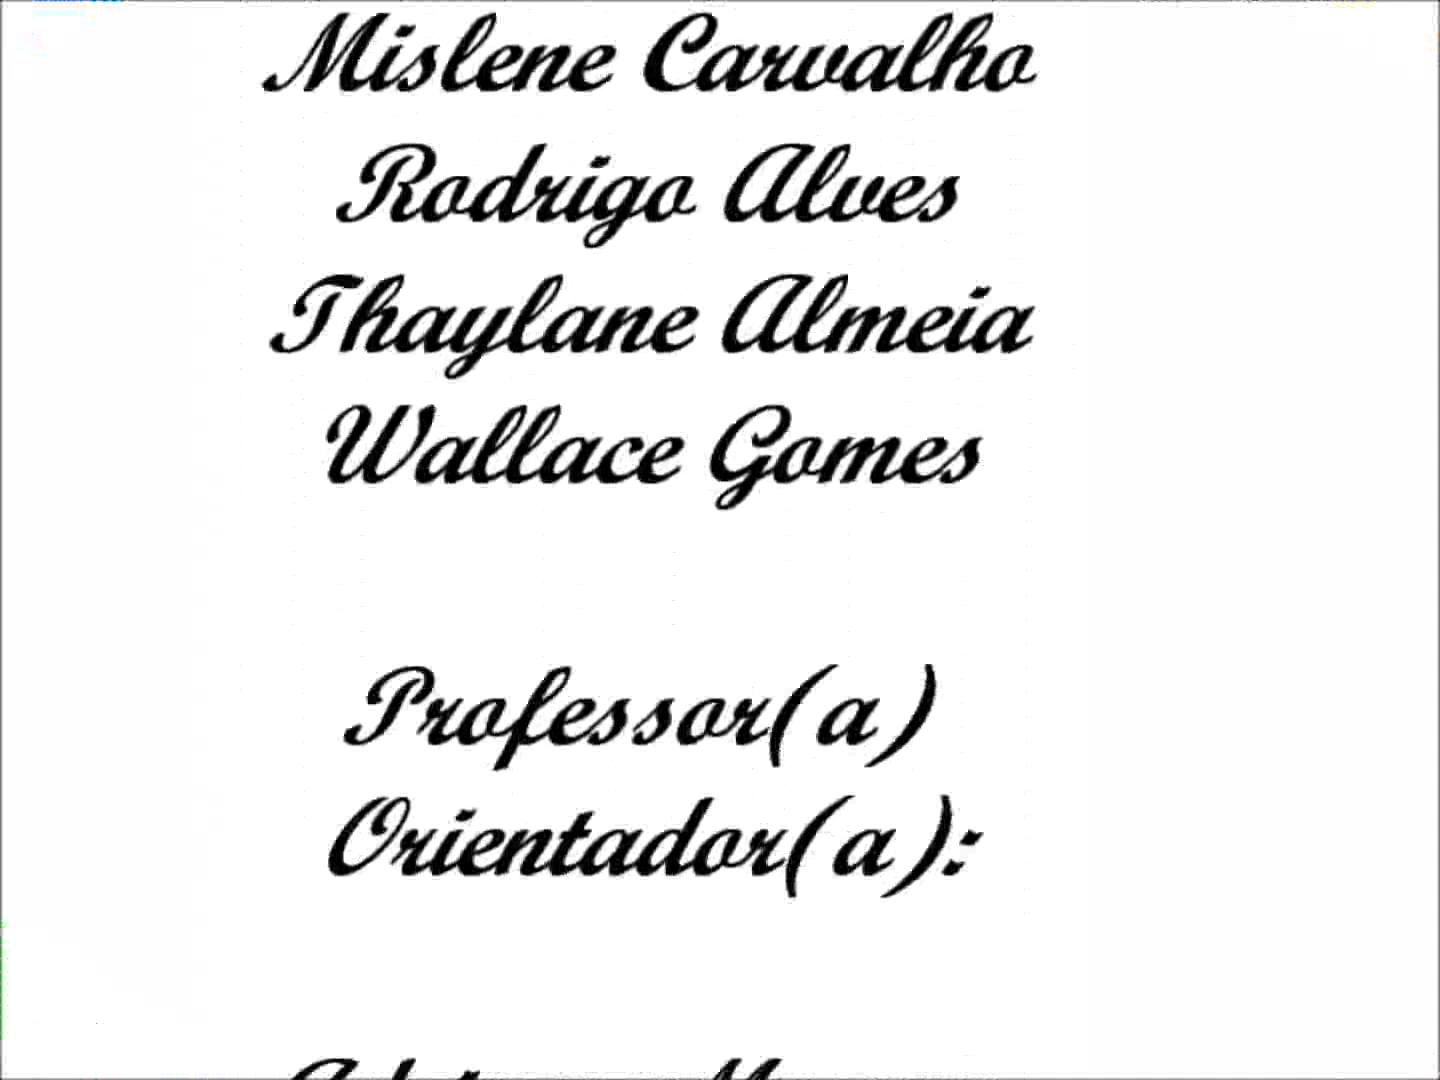 Mislene Carvalho
Rodrigo Alves
Thaylane Almeia
Wallace Gomes
Professor(a)
Orientador(a):